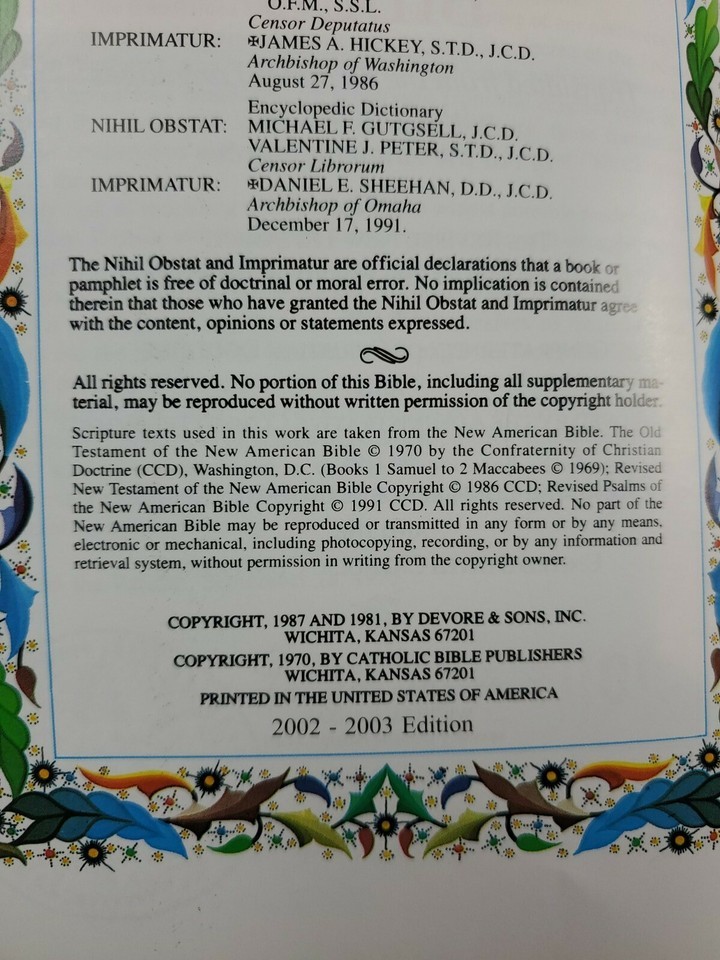 O.F.M., S.S.L.
Censor Deputatus
IMPRIMATUR: ✠JAMES A. HICKEY, S.T.D., J.C.D.
Archbishop of Washington
August 27, 1986
Encyclopedic Dictionary
NIHIL OBSTAT: MICHAEL F. GUTGSELL, J.C.D.
VALENTINE J. PETER, S.T.D., J.C.D.
Censor Librorum
IMPRIMATUR: ✠DANIEL E. SHEEHAN, D.D., J.C.D.
Archbishop of Omaha
December 17, 1991.
The Nihil Obstat and Imprimatur are official declarations that a book or
pamphlet is free of doctrinal or moral error. No implication is contained
therein that those who have granted the Nihil Obstat and Imprimatur agree
with the content, opinions or statements expressed.
All rights reserved. No portion of this Bible, including all supplementary ma-
terial, may be reproduced without written permission of the copyright holder.
Scripture texts used in this work are taken from the New American Bible. The Old
Testament of the New American Bible © 1970 by the Confraternity of Christian
Doctrine (CCD), Washington, D.C. (Books 1 Samuel to 2 Maccabees © 1969); Revised
New Testament of the New American Bible Copyright © 1986 CCD; Revised Psalms of
the New American Bible Copyright © 1991 CCD. All rights reserved. No part of the
New American Bible may be reproduced or transmitted in any form or by any means,
electronic or mechanical, including photocopying, recording, or by any information and
retrieval system, without permission in writing from the copyright owner.
COPYRIGHT, 1987 AND 1981, BY DEVORE & SONS, INC.
WICHITA, KANSAS 67201
COPYRIGHT, 1970, BY CATHOLIC BIBLE PUBLISHERS
WICHITA, KANSAS 67201
PRINTED IN THE UNITED STATES OF AMERICA
2002 - 2003 Edition